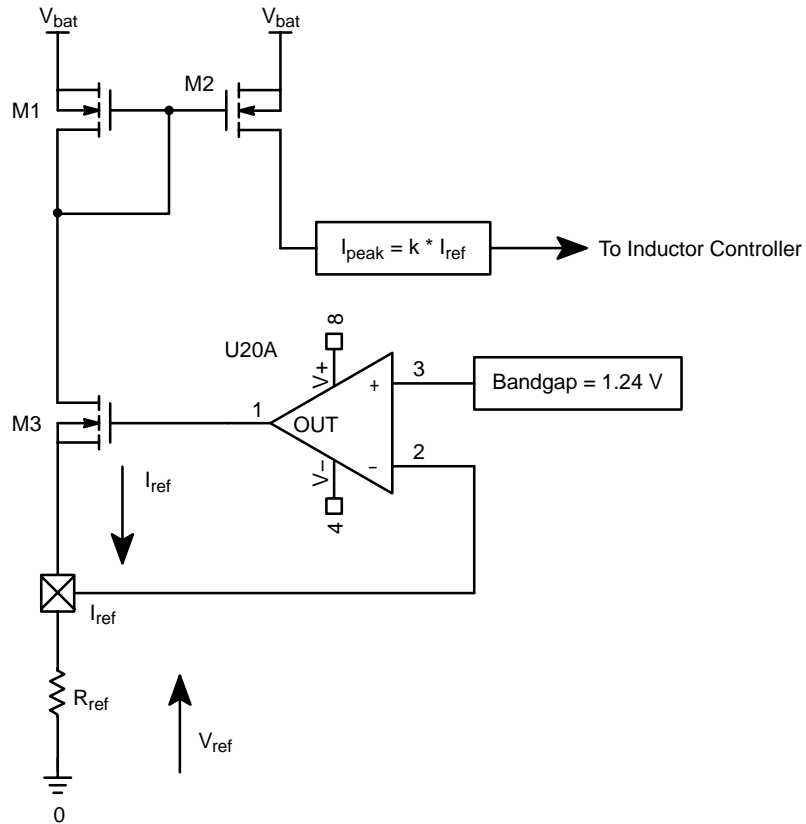 Vbat
Vbat
M1
M2
Ipeak = k * Iref
To Inductor Controller
U20A
8
V+
3
+
Bandgap = 1.24 V
1
OUT
M3
2
−
V−
4
Iref
Iref
Rref
Vref
0